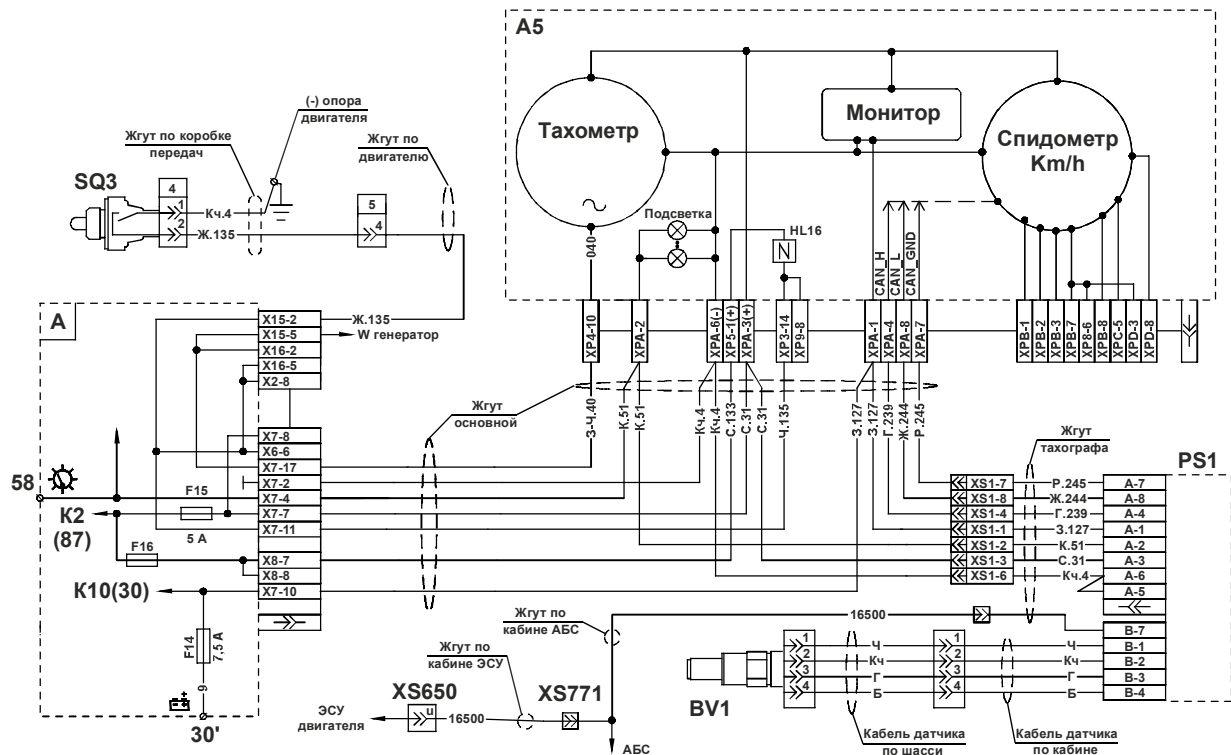 A5
Тахометр
Монитор
Спидометр
Km/h
Подсветка
HL16
040
CAN_H
CAN_L
CAN_GND
(-) опора
двигателя
Жгут по коробке
передач
Жгут по
двигателю
SQ3
4
1
2
Кч.4
Ж.135
5
4
A
X15-2
Ж.135
X15-5
W генератор
X16-2
X16-5
X2-8
X7-8
X6-6
X7-17
X7-2
X7-4
X7-7
X7-11
X8-7
X8-8
X7-10
58
F15
5 А
К2
(87)
F16
К10(30)
F14
7,5 А
9
30'
Жгут
основной
XP4-10
XPA-2
XPA-6(-)
XP5-1(+)
XPA-3(+)
XP3-14
XP9-8
XPA-1
XPA-4
XPA-8
XPA-7
XPB-1
XPB-2
XPB-3
XPB-7
XP8-6
XPB-8
XPC-5
XPD-3
XPD-8
З-Ч.40
К.51
К.51
Кч.4
Кч.4
С.133
С.31
С.31
Ч.135
З.127
З.127
Г.239
Ж.244
Р.245
Жгут
тахографа
PS1
XS1-7
Р.245
A-7
XS1-8
Ж.244
A-8
XS1-4
Г.239
A-4
XS1-1
З.127
A-1
XS1-2
К.51
A-2
XS1-3
С.31
A-3
XS1-6
Кч.4
A-6
A-5
16500
B-7
1
Ч
1
Ч
B-1
2
Кч
2
Кч
B-2
3
Г
3
Г
B-3
4
Б
4
Б
B-4
BV1
Кабель датчика
по шасси
Кабель датчика
по кабине
Жгут по
кабине АБС
Жгут по
кабине ЭСУ
XS650
XS771
ЭСУ
двигателя
u
16500
АБС